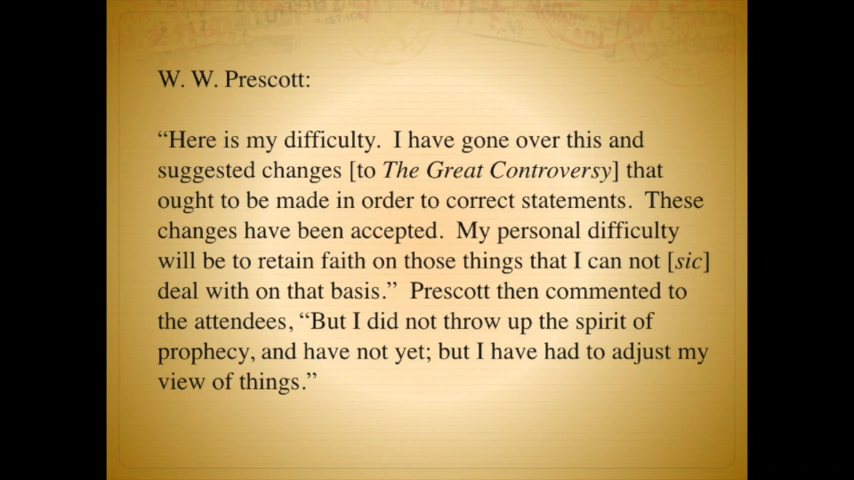 W. W. Prescott:
“Here is my difficulty. I have gone over this and
suggested changes [to The Great Controversy] that
ought to be made in order to correct statements. These
changes have been accepted. My personal difficulty
will be to retain faith on those things that I can not [sic]
deal with on that basis.” Prescott then commented to
the attendees, “But I did not throw up the spirit of
prophecy, and have not yet; but I have had to adjust my
view of things.”